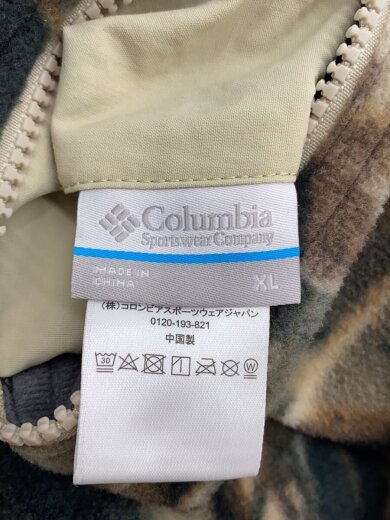 Columbia
Sportswear Company
MADE IN
CHINA
XL
(株)コロンビアスポーツウェアジャパン
0120-193-821
中国製
30
W